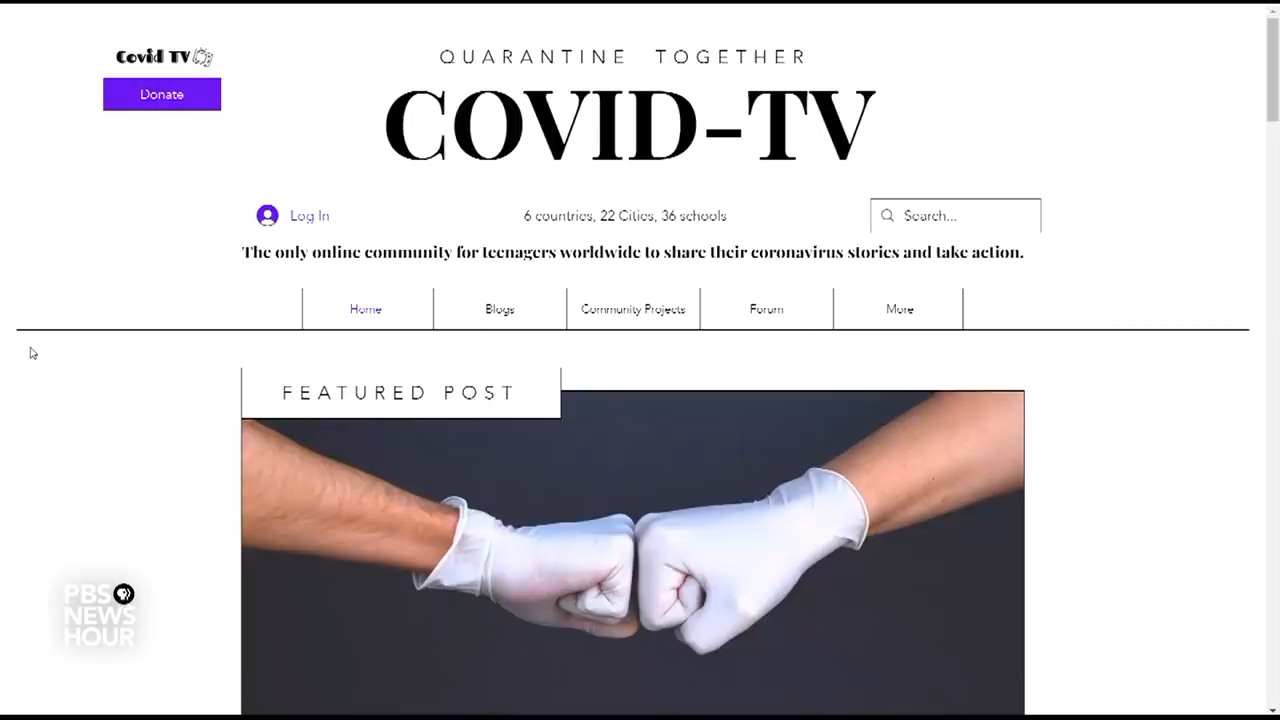 Covid TV
QUARANTINE TOGETHER
Donate
COVID-TV
Log In
6 countries, 22 Cities, 36 schools
Search...
The only online community for teenagers worldwide to share their coronavirus stories and take action.
Home
Blogs
Community Projects
Forum
More
FEATURED POST
PBS
NEWS
HOUR